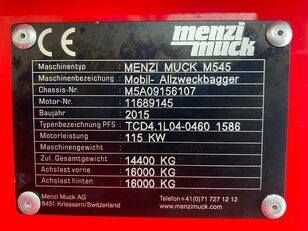 CE
menzi
muck
Maschinentyp MENZI MUCK M545
Maschinenbezeichnung Mobil- Allzweckbagger
Chassis-Nr. M5A09156107
Motor-Nr. 11689145
Baujahr 2015
Typenbezeichnung PFS TCD4.1L04-0460 1586
Motorleistung 115 KW
Maschinengewicht
Zul. Gesamtgewicht 14400 KG
Achslast vorne 16000 KG
Achslast hinten 16000 KG
Menzi Muck AG Telefon +41(0)71 727 12 12
9451 Kriessern/Switzerland www.menzimuck.com